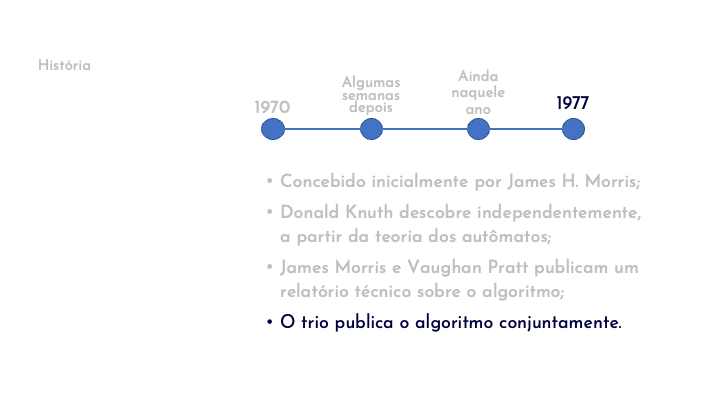 História
1970
Algumas
semanas
depois
Ainda
naquele
ano
1977
• Concebido inicialmente por James H. Morris;
• Donald Knuth descobre independentemente,
a partir da teoria dos autômatos;
• James Morris e Vaughan Pratt publicam um
relatório técnico sobre o algoritmo;
• O trio publica o algoritmo conjuntamente.